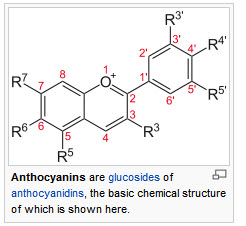 R3'
3'
R4'
4'
2'
R7
8
1
O+
1'
5'
R5'
7
2
6'
6
3
R6
5
4
R3
R5
Anthocyanins are glucosides of
anthocyanidins, the basic chemical structure
of which is shown here.